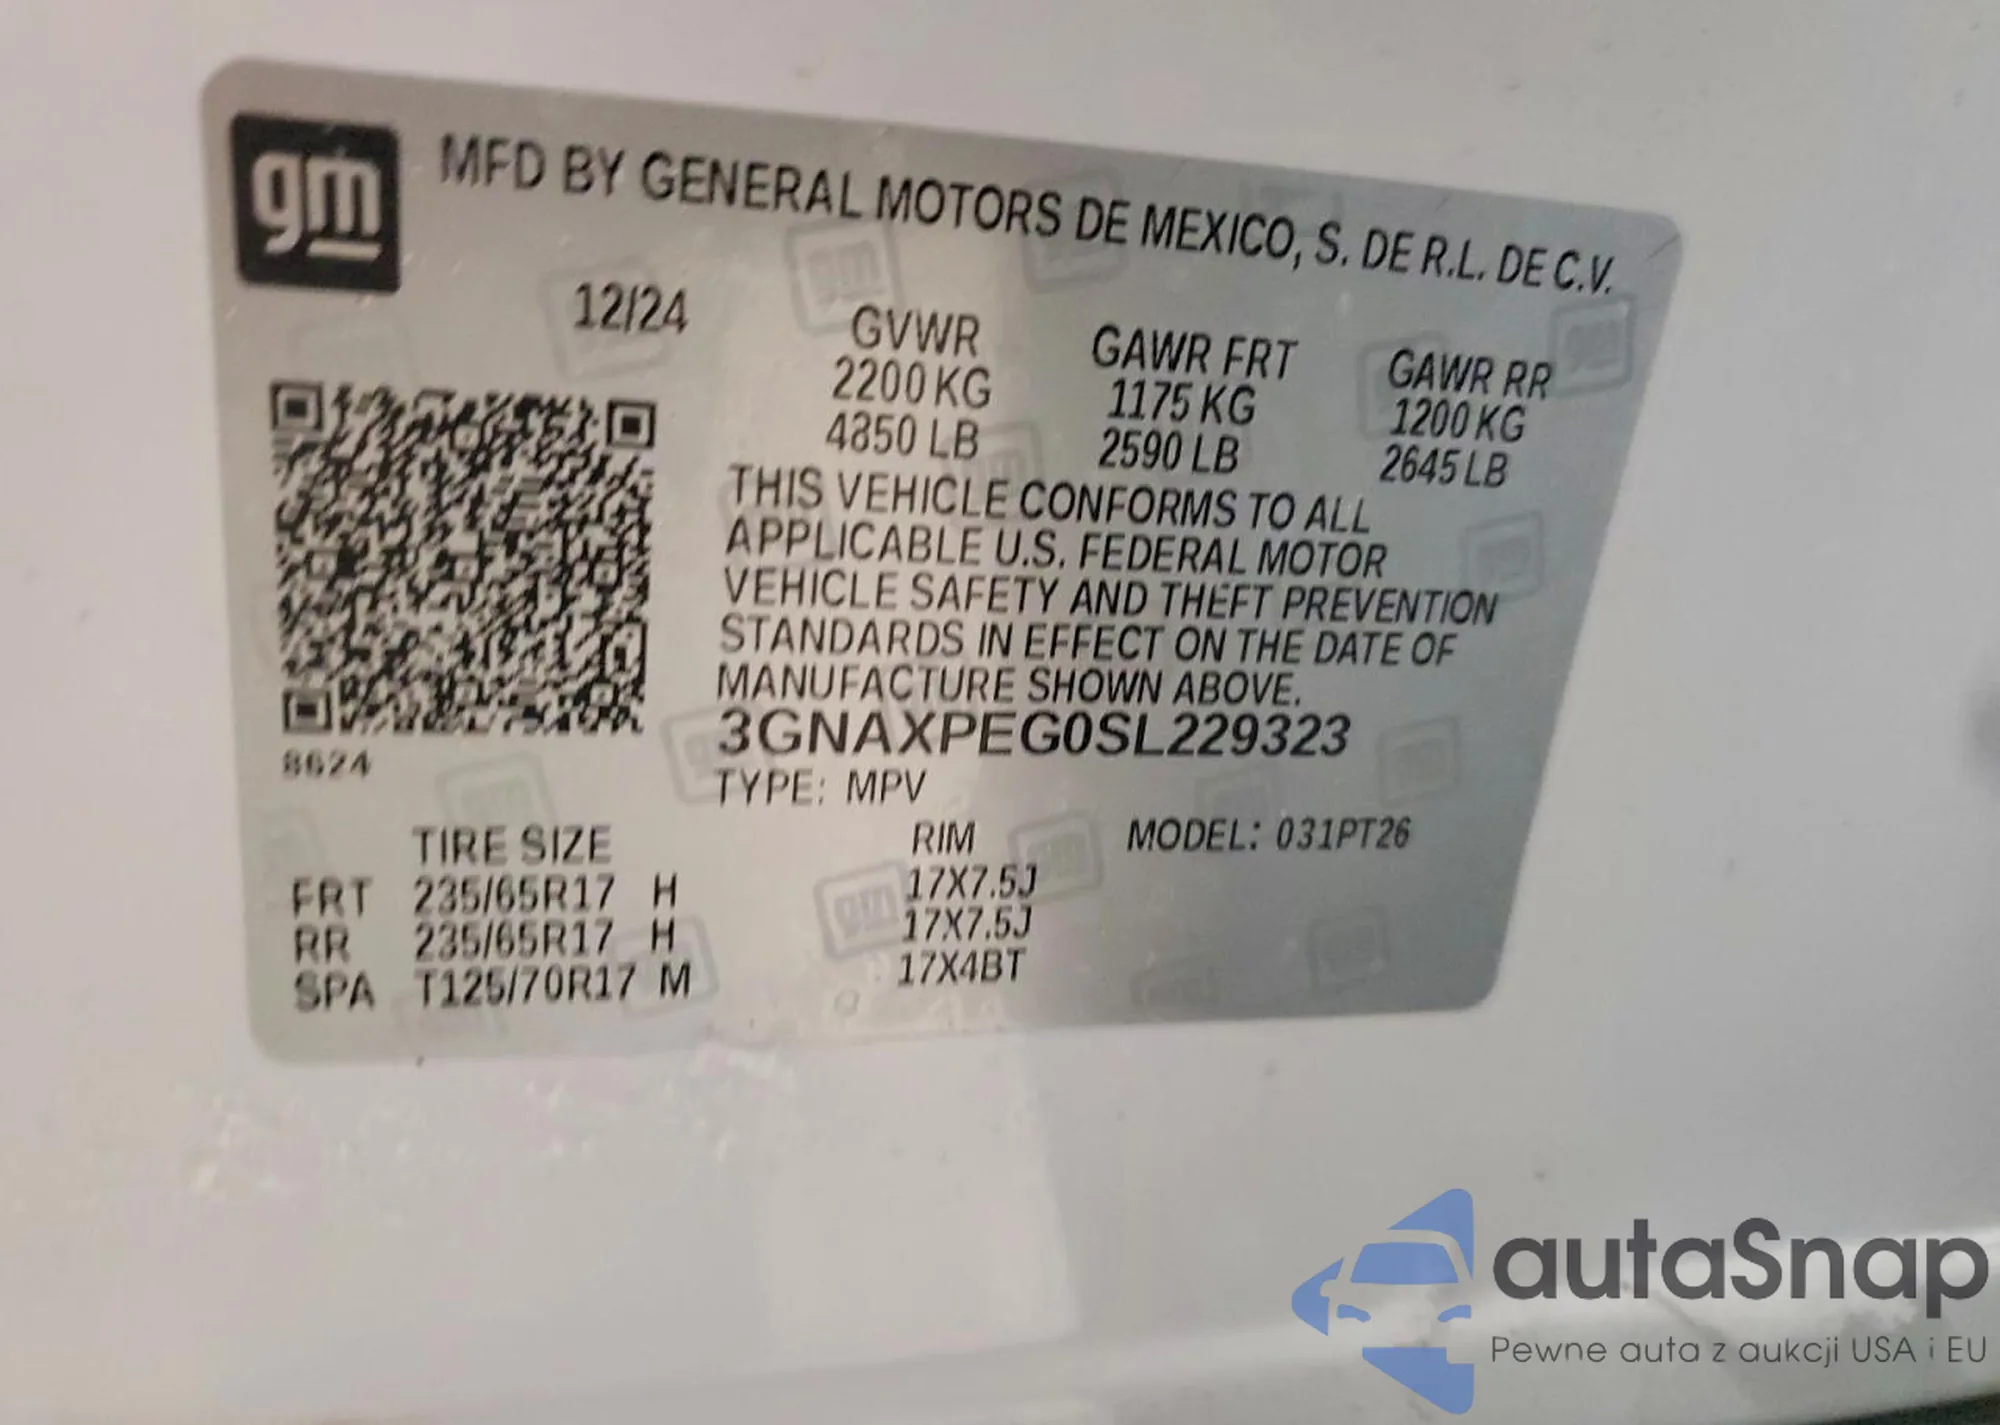 gm
MFD BY GENERAL MOTORS DE MEXICO, S. DE R.L. DE C.V.
12/24
GVWR GAWR FRT GAWR RR
2200 KG 1175 KG 1200 KG
4850 LB 2590 LB 2645 LB
THIS VEHICLE CONFORMS TO ALL
APPLICABLE U.S. FEDERAL MOTOR
VEHICLE SAFETY AND THEFT PREVENTION
STANDARDS IN EFFECT ON THE DATE OF
MANUFACTURE SHOWN ABOVE.
3GNAXPEG0SL229323
8624
TYPE: MPV
TIRE SIZE RIM MODEL: 031PT26
FRT 235/65R17 H 17X7.5J
RR 235/65R17 H 17X7.5J
SPA T125/70R17 M 17X4BT
autaSnap
Pewne auta z aukcji USA i EU